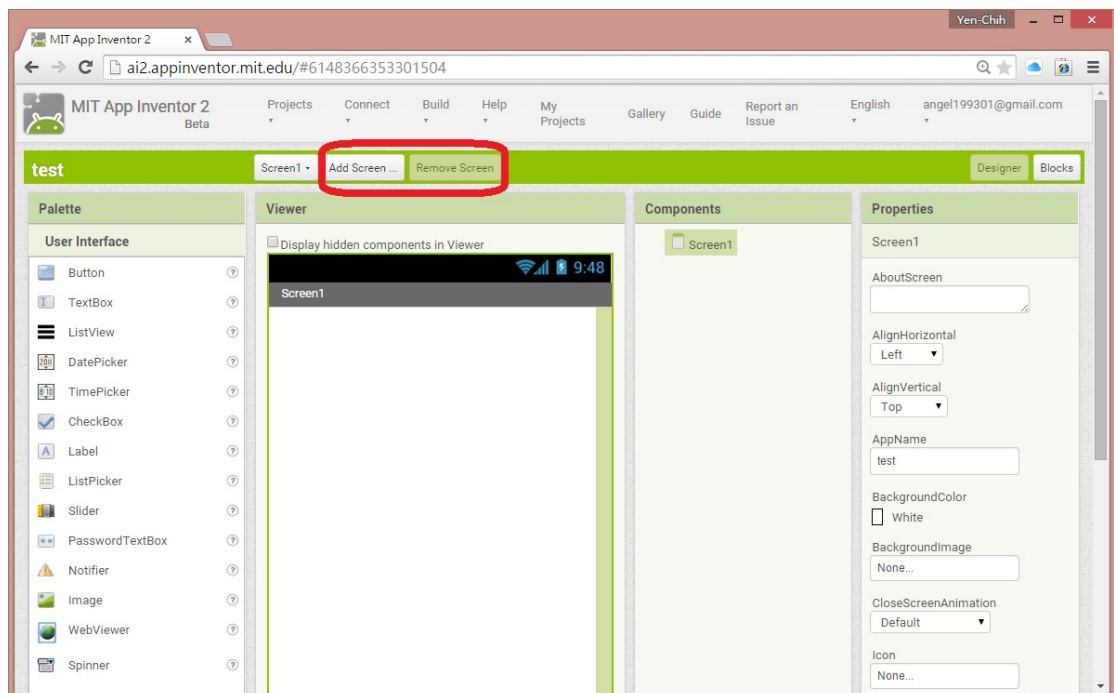 Yen-Chih
MIT App Inventor 2
ai2.appinventor.mit.edu/#6148366353301504
MIT App Inventor 2
Beta
Projects
Connect
Build
Help
My
Projects
Gallery
Guide
Report an
Issue
English
angel199301@gmail.com
test
Screen1
Add Screen ...
Remove Screen
Designer
Blocks
Palette
User Interface
Button
TextBox
ListView
DatePicker
TimePicker
CheckBox
Label
ListPicker
Slider
PasswordTextBox
Notifier
Image
WebViewer
Spinner
Viewer
Display hidden components in Viewer
9:48
Screen1
Components
Screen1
Properties
Screen1
AboutScreen
AlignHorizontal
Left
AlignVertical
Top
AppName
test
BackgroundColor
White
BackgroundImage
None...
CloseScreenAnimation
Default
Icon
None...